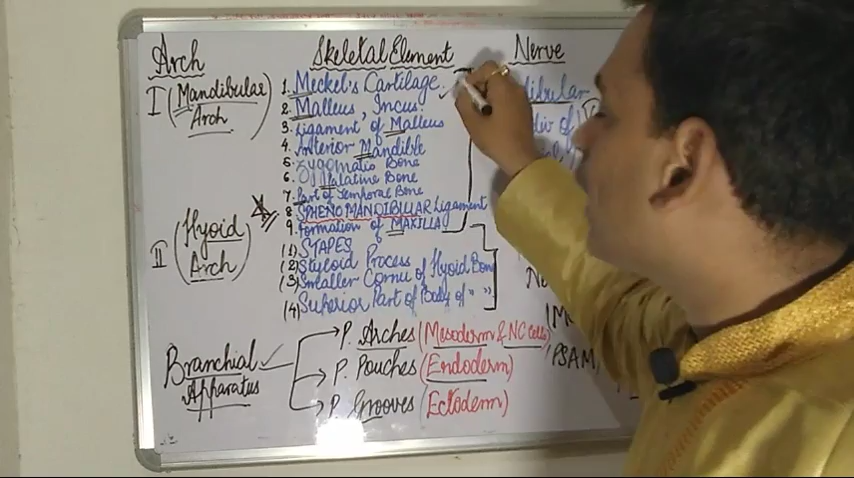 Arch
Skeletal Element
Nerve
I (Mandibular Arch)
1. Meckel's Cartilage
2. Malleus, Incus.
3. Ligament of Malleus
4. Anterior Mandible
5. Zygomatic Bone
6. Palatine Bone
7. Part of Temporal Bone
8 SPHENOMANDIBULAR Ligament
9. Formation of MAXILLA
dibular
div of V
II (Hyoid Arch)
(1) STAPES
(2) Styloid Process
(3) Smaller Cornu of Hyoid Bone
(4) Superior Part of Body of " "
Branchial Apparatus
P. Arches (Mesoderm & NC Cells)
P. Pouches (Endoderm)
P. Grooves (Ectoderm)